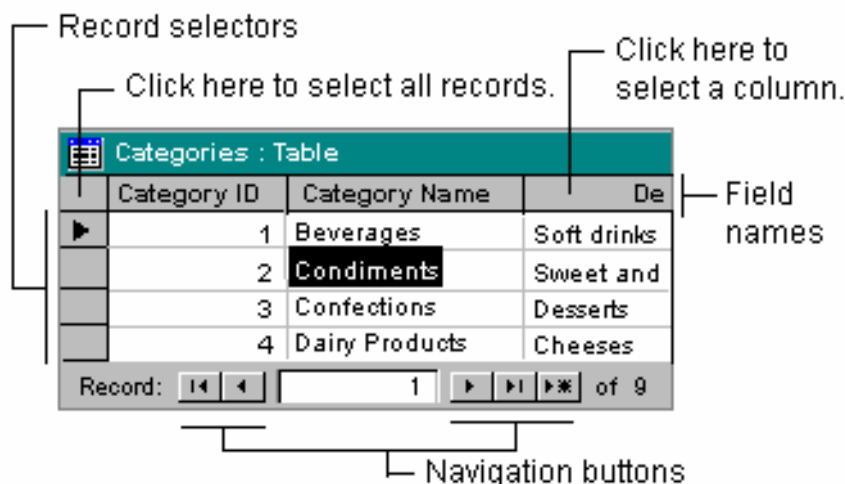 Record selectors
Click here to
select a column.
Click here to select all records.
Categories : Table
Category ID Category Name De
Field
names
1 Beverages Soft drinks
2 Condiments Sweet and
3 Confections Desserts
4 Dairy Products Cheeses
Record: 1 of 9
Navigation buttons